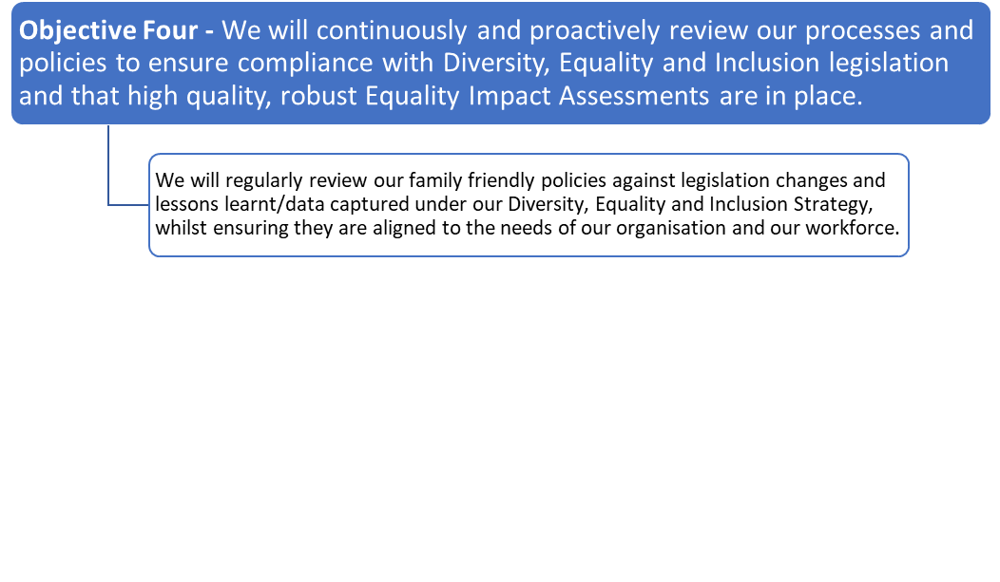 Objective Four - We will continuously and proactively review our processes and
policies to ensure compliance with Diversity, Equality and Inclusion legislation
and that high quality, robust Equality Impact Assessments are in place.
We will regularly review our family friendly policies against legislation changes and
lessons learnt/data captured under our Diversity, Equality and Inclusion Strategy,
whilst ensuring they are aligned to the needs of our organisation and our workforce.